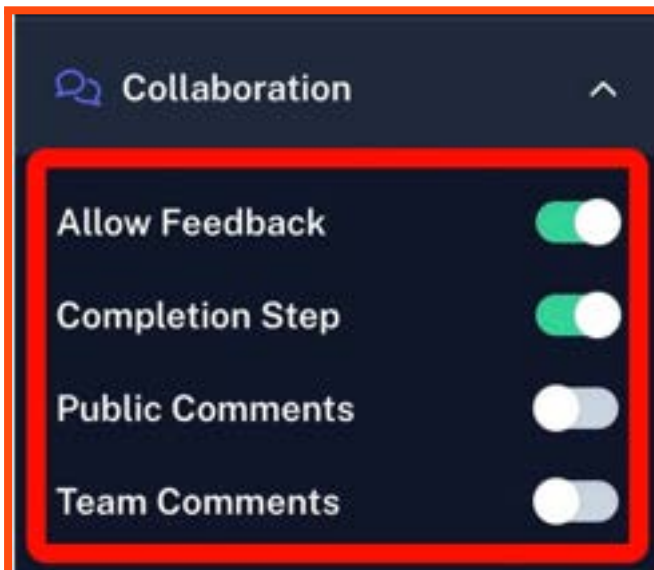 Collaboration
Allow Feedback
Completion Step
Public Comments
Team Comments